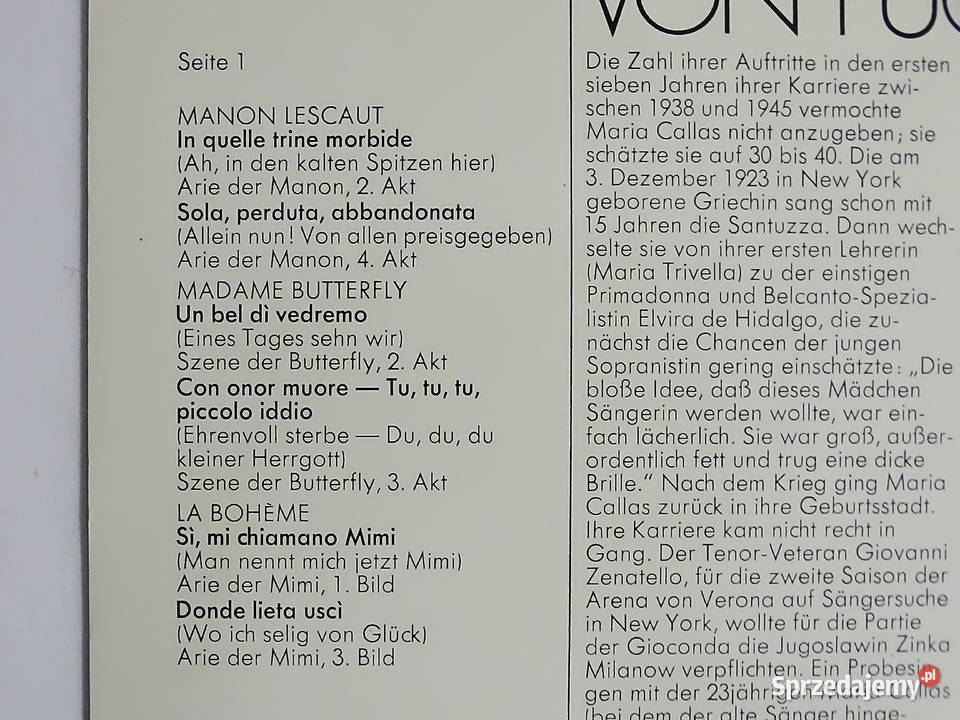 Seite 1
MANON LESCAUT
In quelle trine morbide
(Ah, in den kalten Spitzen hier)
Arie der Manon, 2. Akt
Sola, perduta, abbandonata
(Allein nun! Von allen preisgegeben)
Arie der Manon, 4. Akt
MADAME BUTTERFLY
Un bel dì vedremo
(Eines Tages sehn wir)
Szene der Butterfly, 2. Akt
Con onor muore — Tu, tu, tu,
piccolo iddio
(Ehrenvoll sterbe — Du, du, du
kleiner Herrgott)
Szene der Butterfly, 3. Akt
LA BOHÈME
Sì, mi chiamano Mimi
(Man nennt mich jetzt Mimi)
Arie der Mimi, 1. Bild
Donde lieta uscì
(Wo ich selig von Glück)
Arie der Mimi, 3. Bild
VON PUC
Die Zahl ihrer Auftritte in den ersten
sieben Jahren ihrer Karriere zwi-
schen 1938 und 1945 vermochte
Maria Callas nicht anzugeben; sie
schätzte sie auf 30 bis 40. Die am
3. Dezember 1923 in New York
geborene Griechin sang schon mit
15 Jahren die Santuzza. Dann wech-
selte sie von ihrer ersten Lehrerin
(Maria Trivella) zu der einstigen
Primadonna und Belcanto-Spezia-
listin Elvira de Hidalgo, die zu-
nächst die Chancen der jungen
Sopranistin gering einschätzte: „Die
bloße Idee, daß dieses Mädchen
Sängerin werden wollte, war ein-
fach lächerlich. Sie war groß, außer-
ordentlich fett und trug eine dicke
Brille.“ Nach dem Krieg ging Maria
Callas zurück in ihre Geburtsstadt.
Ihre Karriere kam nicht recht in
Gang. Der Tenor-Veteran Giovanni
Zenatello, für die zweite Saison der
Arena von Verona auf Sängersuche
in New York, wollte für die Partie
der Gioconda die Jugoslawin Zinka
Milanow verpflichten. Ein Probesin-
gen mit der 23jährigen Maria Callas
(bei dem der alte Sänger hinge-
Sprzedajemy.pl